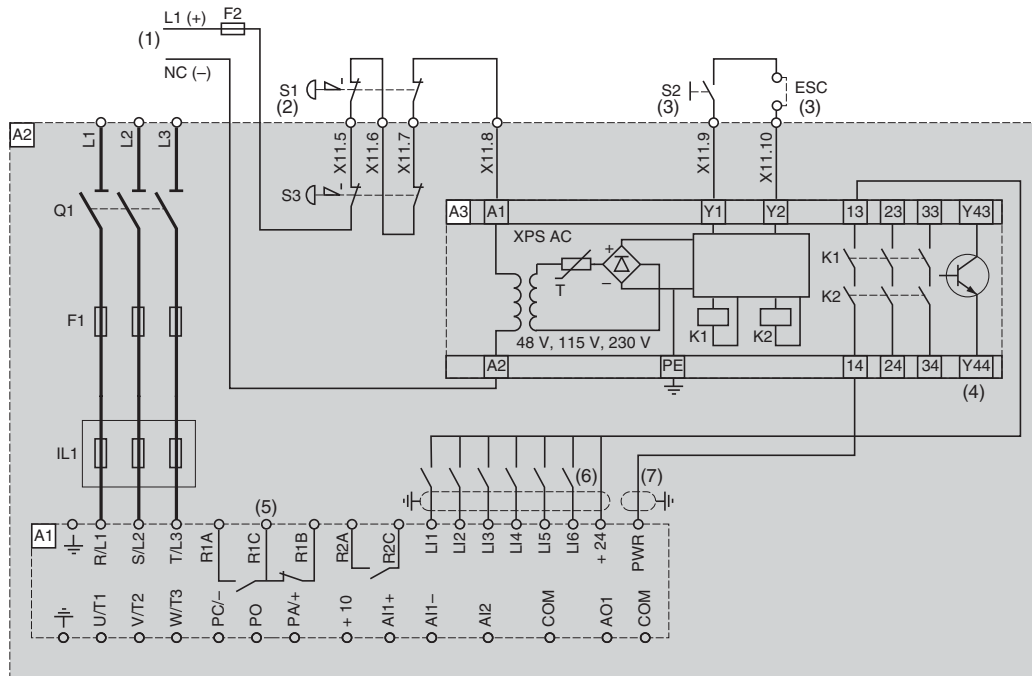 L1 (+) F2
(1)
NC (–)
S1
(2)
S2
(3)
ESC
(3)
A2
L1 L2 L3
X11.5 X11.6 X11.7 X11.8 X11.9 X11.10
Q1
S3
A3 A1 Y1 Y2 13 23 33 Y43
XPS AC
+
–
T
K1
K2
F1
K1 K2
48 V, 115 V, 230 V
A2 PE 14 24 34 Y44
(4)
IL1
(6) (7)
(5)
A1
R/L1 S/L2 T/L3 R1A R1C R1B R2A R2C LI1 LI2 LI3 LI4 LI5 LI6 + 24 PWR
U/T1 V/T2 W/T3 PC/– PO PA/+ + 10 AI1+ AI1– AI2 COM AO1 COM